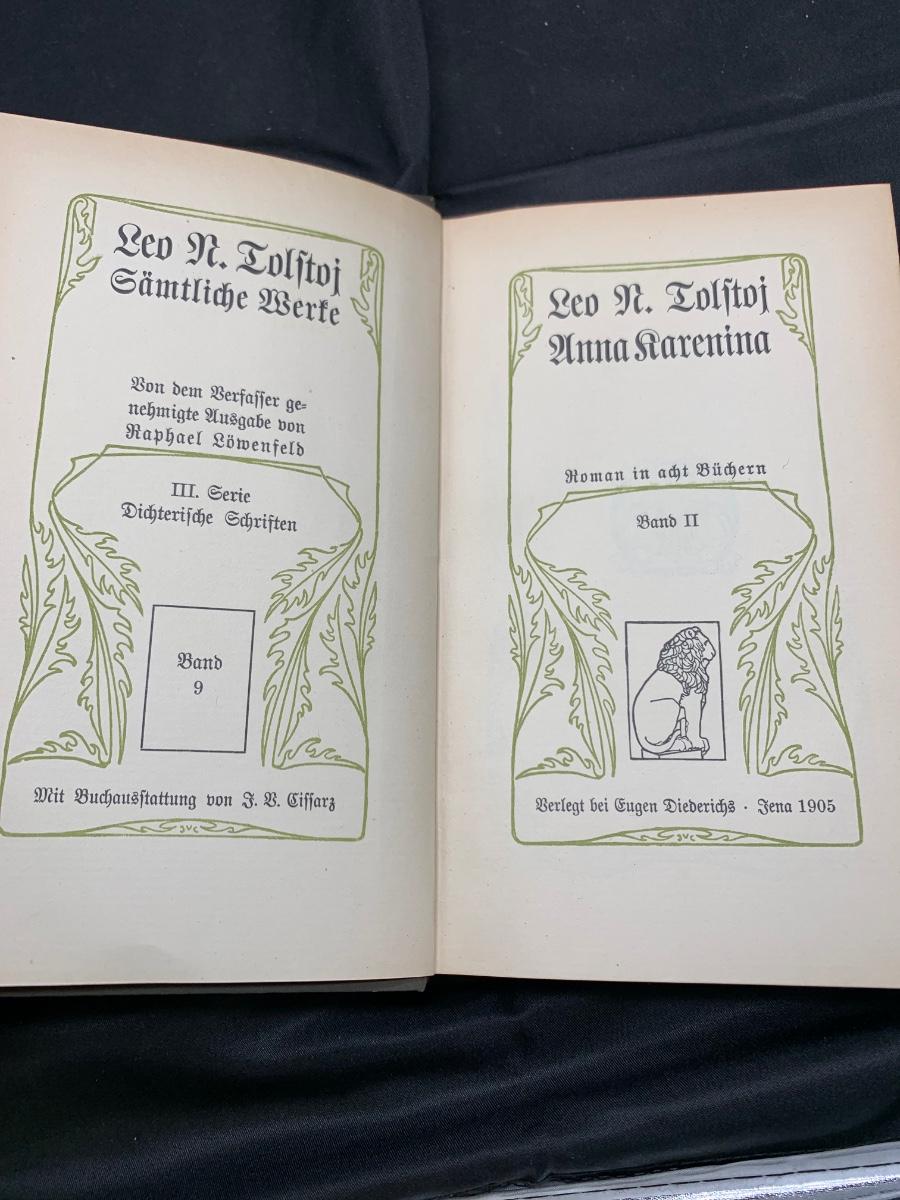 Leo N. Tolſtoj
Sämtliche Werke
Von dem Verfaſſer ge-
nehmigte Ausgabe von
Raphael Löwenfeld
III. Serie
Dichteriſche Schriften
Band
9
Mit Buchausſtattung von J. V. Ciſſarz
JVC
Leo N. Tolſtoj
Anna Karenina
Roman in acht Büchern
Band II
Verlegt bei Eugen Diederichs · Jena 1905
JVC